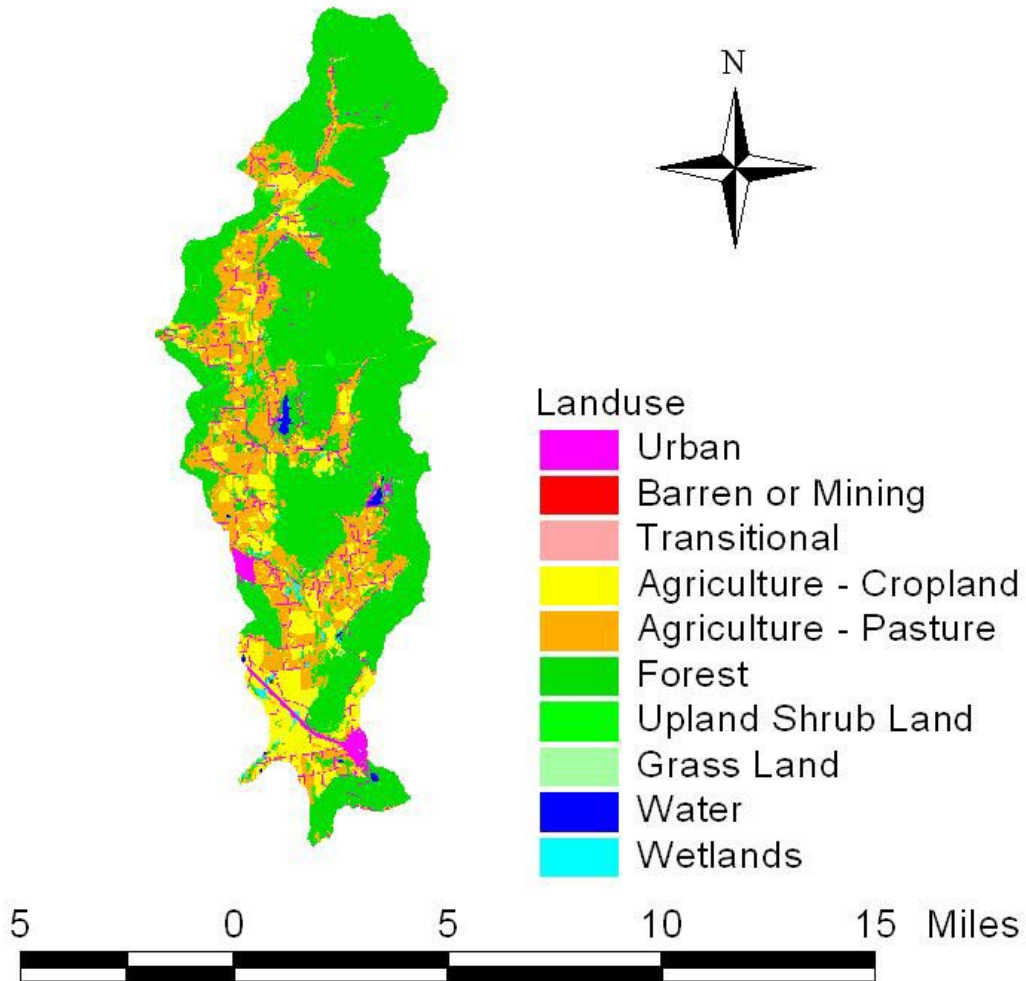 N
Landuse
Urban
Barren or Mining
Transitional
Agriculture - Cropland
Agriculture - Pasture
Forest
Upland Shrub Land
Grass Land
Water
Wetlands
5 0 5 10 15 Miles